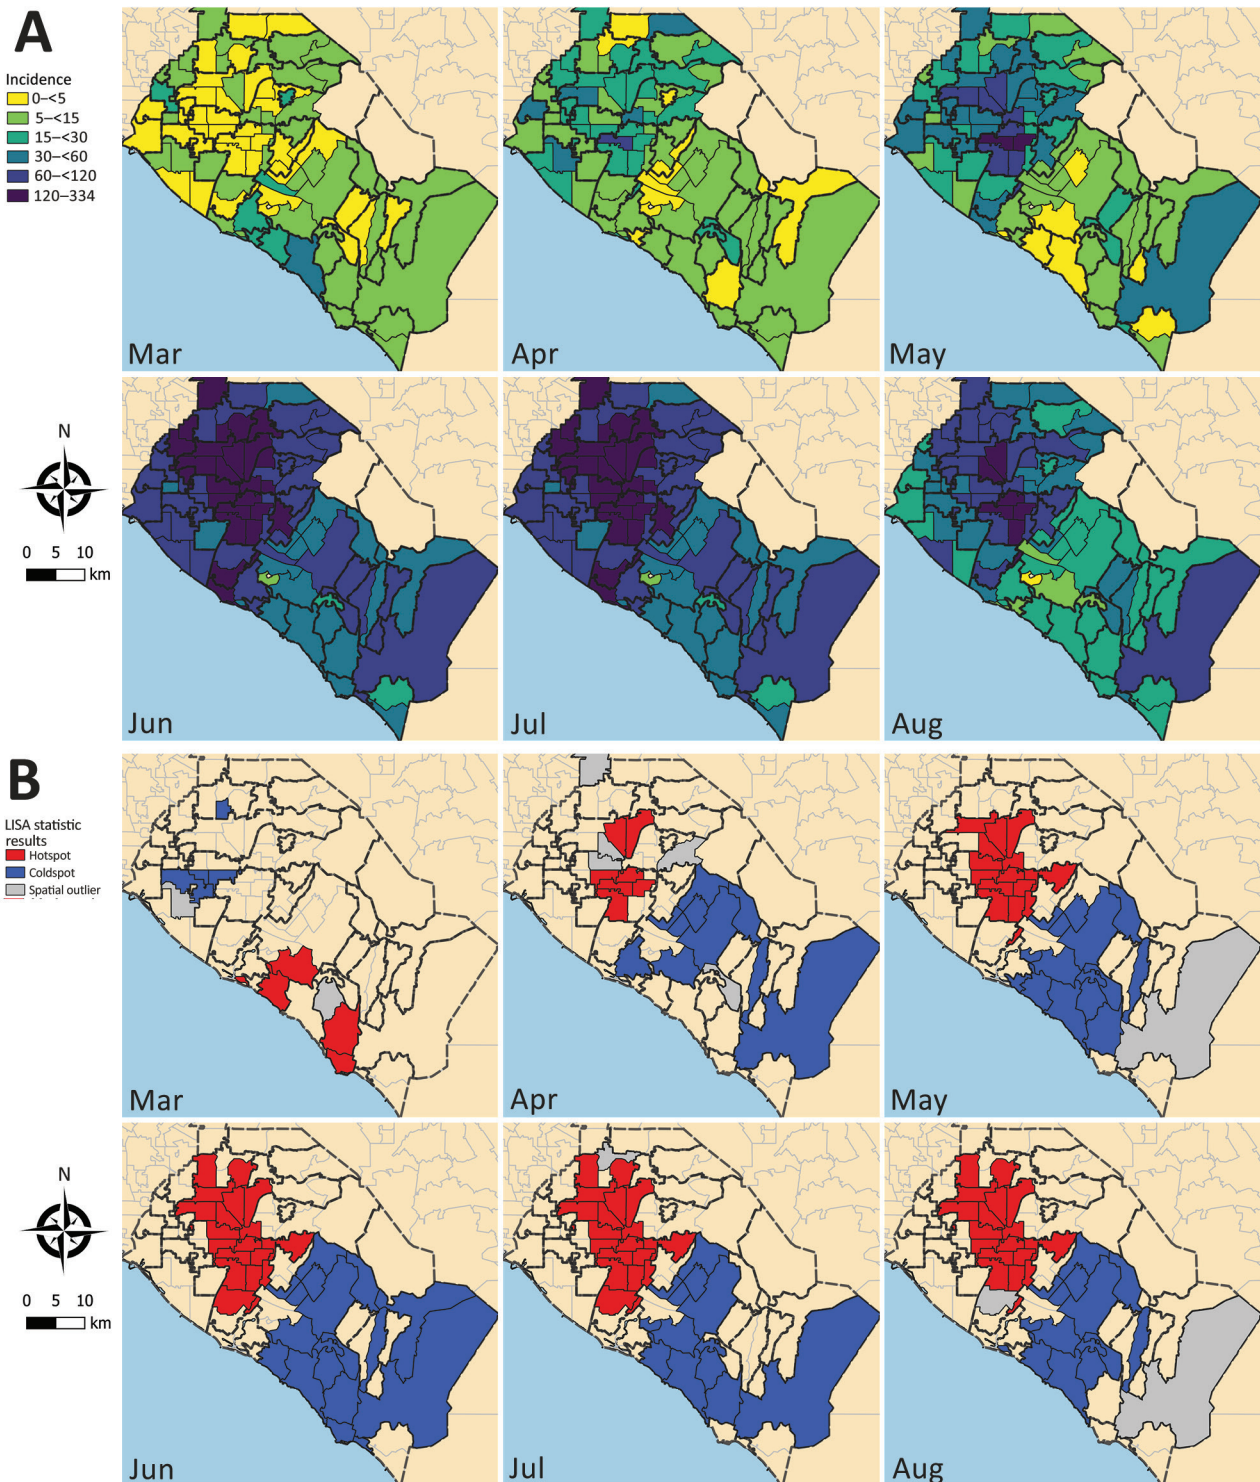 A
Incidence
0–<5
5–<15
15–<30
30–<60
60–<120
120–334
Mar
Apr
May
N
0 5 10
km
Jun
Jul
Aug
B
LISA statistic
results
Hotspot
Coldspot
Spatial outlier
Mar
Apr
May
N
0 5 10
km
Jun
Jul
Aug